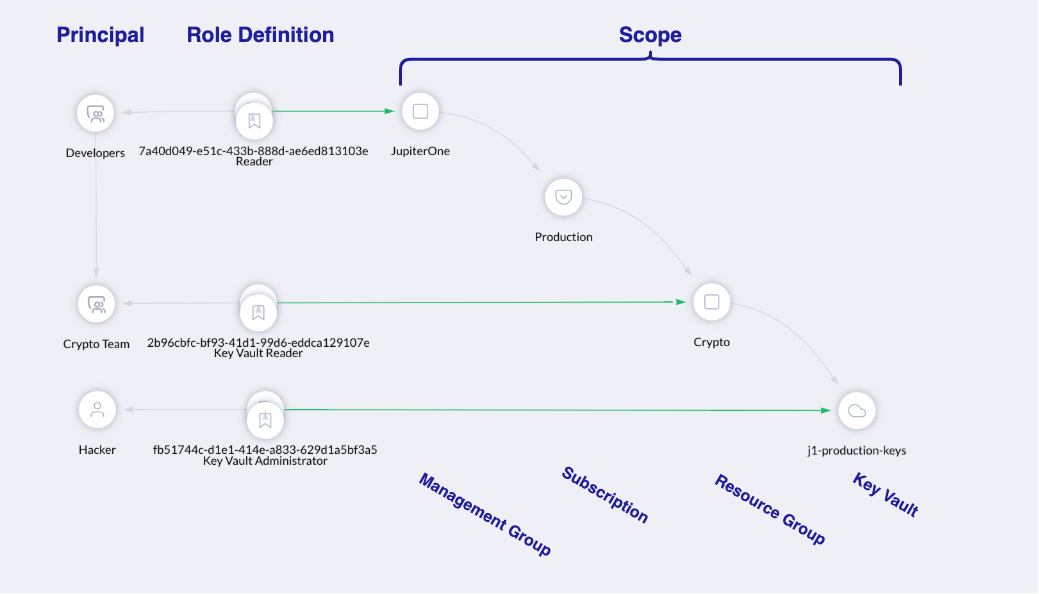 Principal
Role Definition
Scope
Developers
7a40d049-e51c-433b-888d-ae6ed813103e
Reader
JupiterOne
Production
Crypto Team
2b96cbfc-bf93-41d1-99d6-eddca129107e
Key Vault Reader
Crypto
Hacker
fb51744c-d1e1-414e-a833-629d1a5bf3a5
Key Vault Administrator
j1-production-keys
Management Group
Subscription
Resource Group
Key Vault